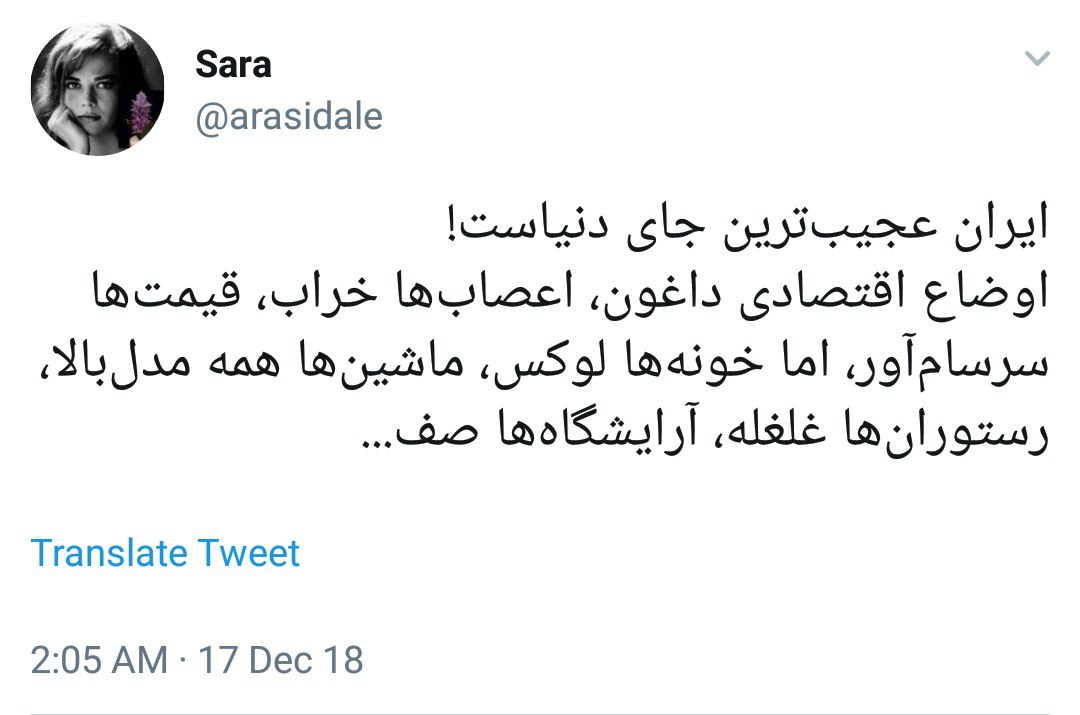 Sara
@arasidale
ایران عجیب‌ترین جای دنیاست!
اوضاع اقتصادی داغون، اعصاب‌ها خراب، قیمت‌ها
سرسام‌آور، اما خونه‌ها لوکس، ماشین‌ها همه مدل‌بالا،
رستوران‌ها غلغله، آرایشگاه‌ها صف...
Translate Tweet
2:05 AM · 17 Dec 18